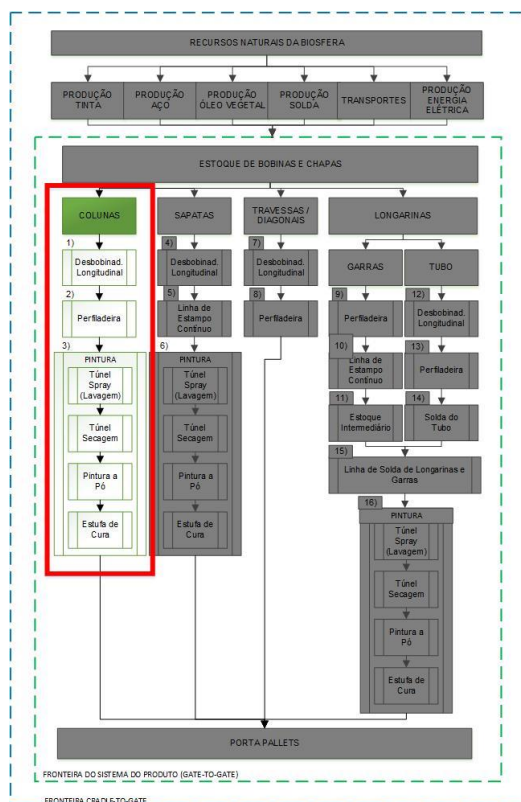 RECURSOS NATURAIS DA BIOSFERA
PRODUÇÃO
TINTA
PRODUÇÃO
AÇO
PRODUÇÃO
ÓLEO VEGETAL
PRODUÇÃO
SOLDA
TRANSPORTES
PRODUÇÃO
ENERGIA
ELÉTRICA
ESTOQUE DE BOBINAS E CHAPAS
COLUNAS
1)
Desbobinad.
Longitudinal
2)
Perfiladeira
3)
PINTURA
Túnel
Spray
(Lavagem)
Túnel
Secagem
Pintura a
Pó
Estufa de
Cura
SAPATAS
4)
Desbobinad.
Longitudinal
5)
Linha de
Estampo
Contínuo
6)
PINTURA
Túnel
Spray
(Lavagem)
Túnel
Secagem
Pintura a
Pó
Estufa de
Cura
TRAVESSAS /
DIAGONAIS
7)
Desbobinad.
Longitudinal
8)
Perfiladeira
LONGARINAS
GARRAS
9)
Perfiladeira
10)
Linha de
Estampo
Contínuo
11)
Estoque
Intermediário
TUBO
12)
Desbobinad.
Longitudinal
13)
Perfiladeira
14)
Solda do
Tubo
15)
Linha de Solda de Longarinas e
Garras
16)
PINTURA
Túnel
Spray
(Lavagem)
Túnel
Secagem
Pintura a
Pó
Estufa de
Cura
PORTA PALLETS
FRONTEIRA DO SISTEMA DO PRODUTO (GATE-TO-GATE)
FRONTEIRA CRADLE-TO-GATE